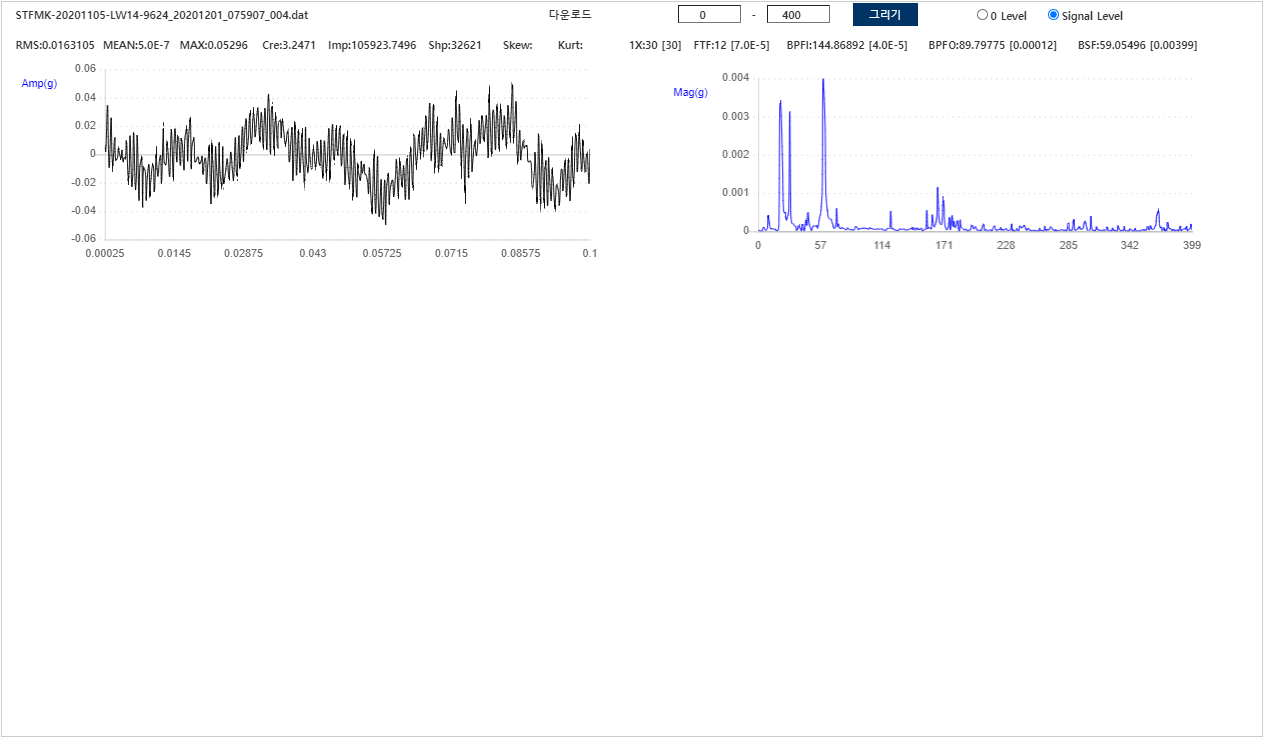 STFMK-20201105-LW14-9624_20201201_075907_004.dat 다운로드 0 - 400 그리기 0 Level Signal Level
RMS:0.0163105 MEAN:5.0E-7 MAX:0.05296 Cre:3.2471 Imp:105923.7496 Shp:32621 Skew: Kurt: 1X:30 [30] FTF:12 [7.0E-5] BPFI:144.86892 [4.0E-5] BPFO:89.79775 [0.00012] BSF:59.05496 [0.00399]
Amp(g)
0.06
0.04
0.02
0
-0.02
-0.04
-0.06
0.00025 0.0145 0.02875 0.043 0.05725 0.0715 0.08575 0.1
Mag(g)
0.004
0.003
0.002
0.001
0
0 57 114 171 228 285 342 399